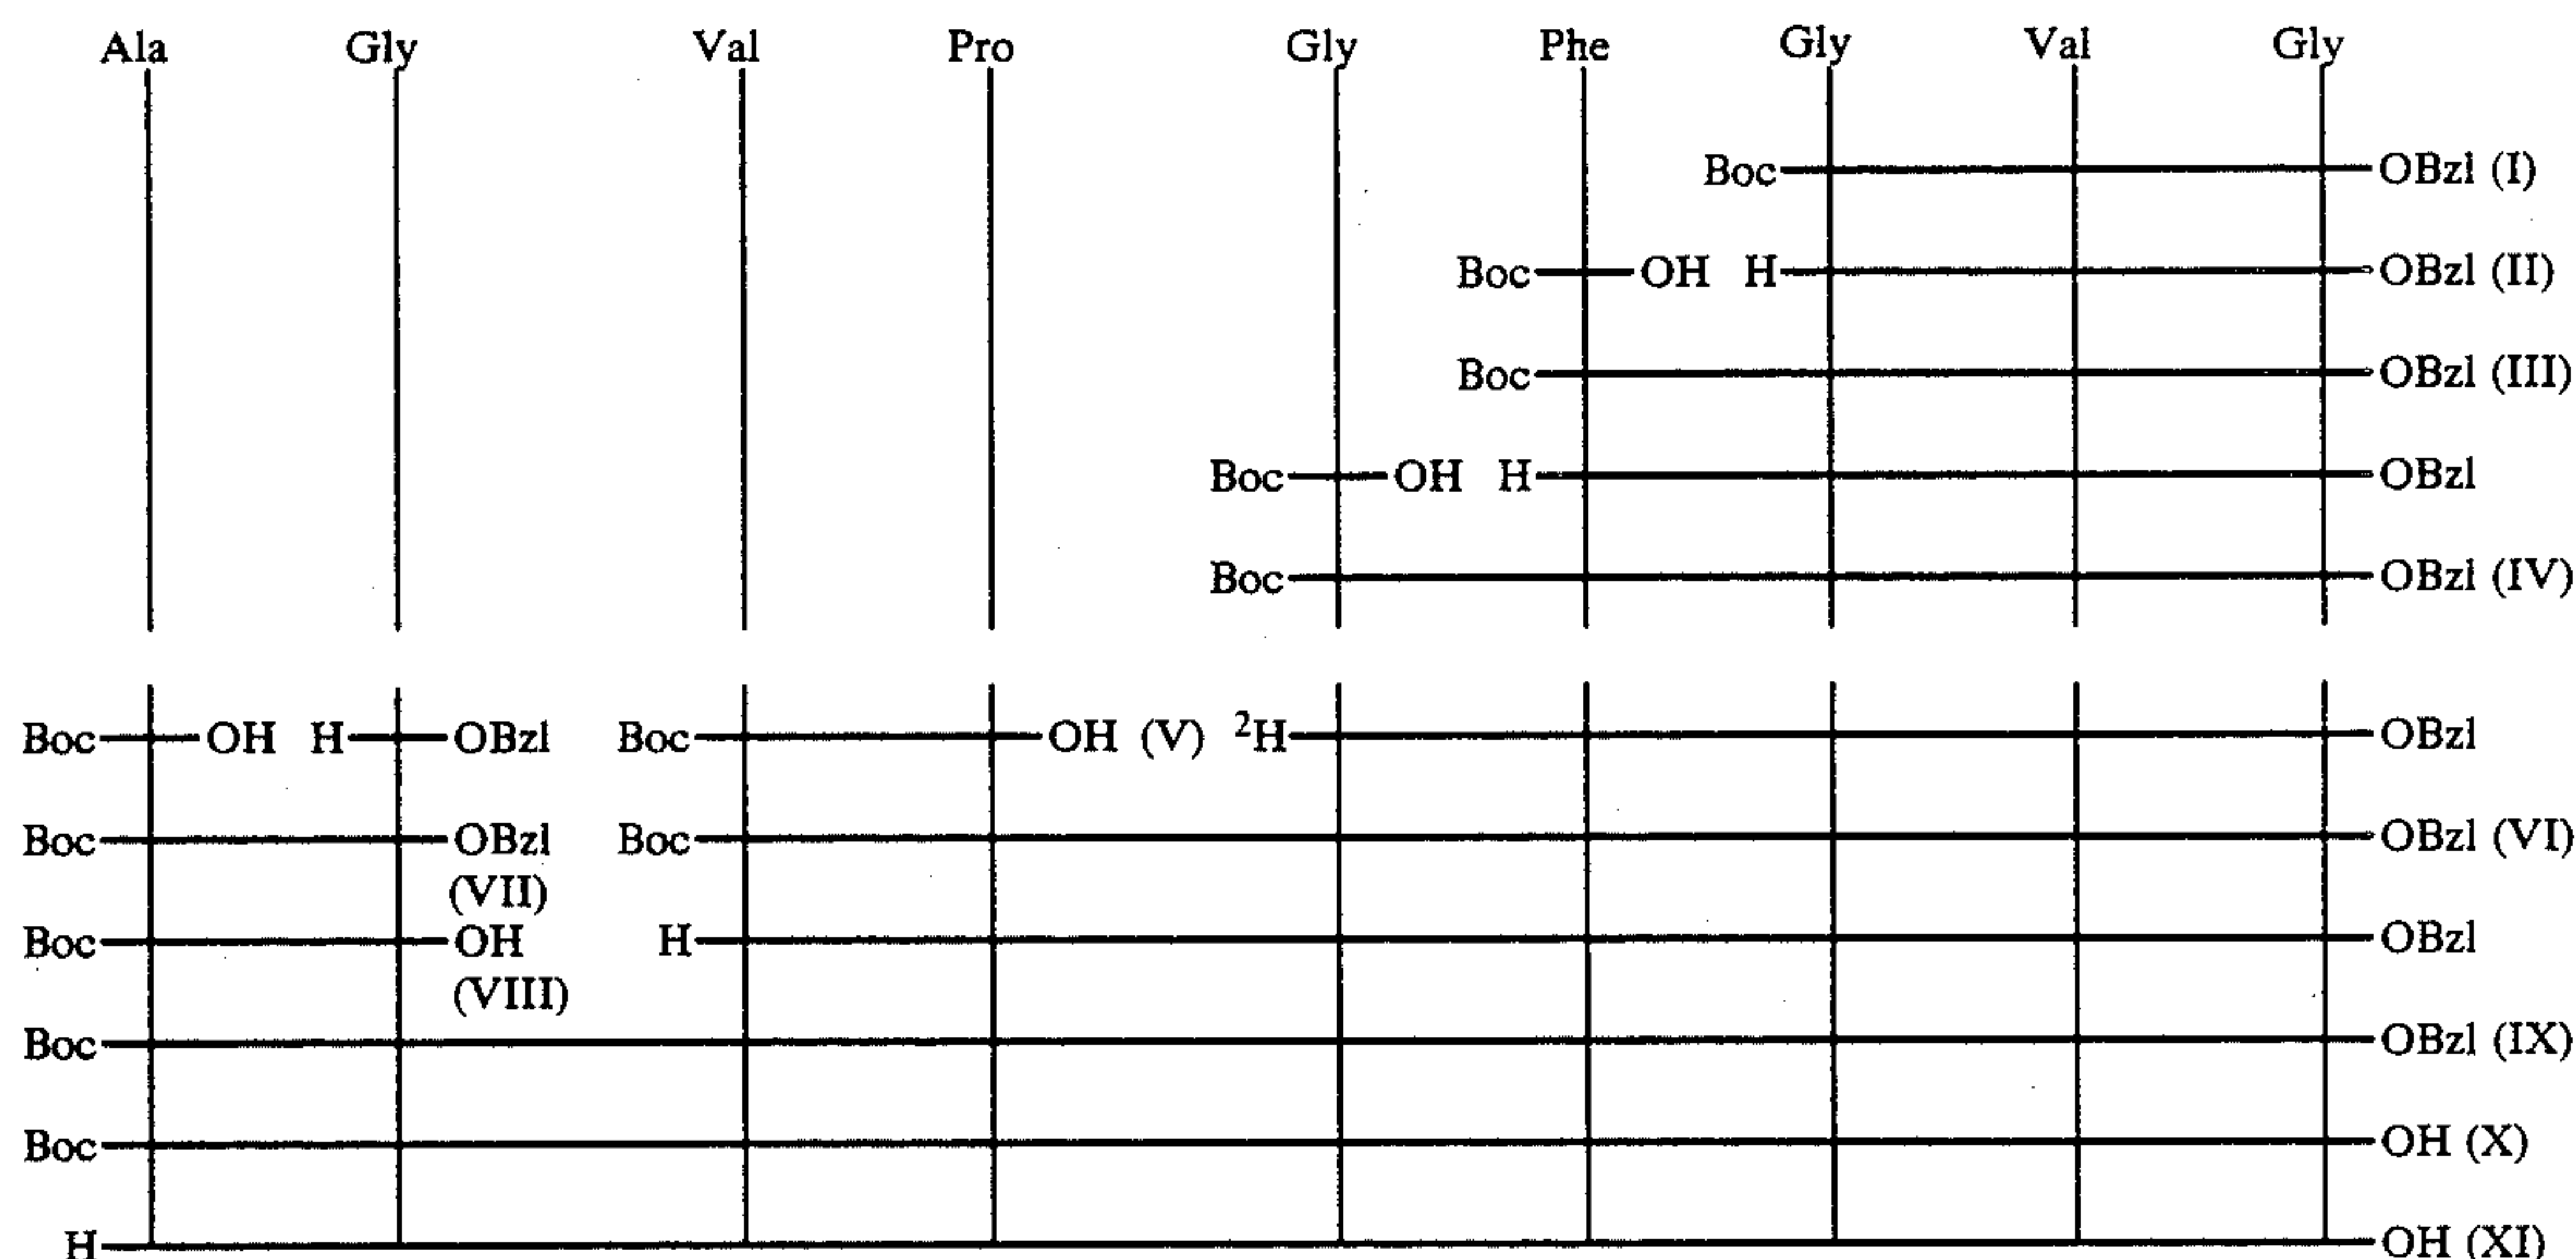 Ala Gly Val Pro Gly Phe Gly Val Gly
Boc OBzl (I)
Boc OH H OBzl (II)
Boc OBzl (III)
Boc OH H OBzl
Boc OBzl (IV)
Boc OH H OBzl Boc OH (V) ²H OBzl
Boc OBzl Boc OBzl (VI)
(VII)
Boc OH H OBzl
(VIII)
Boc OBzl (IX)
Boc OH (X)
H OH (XI)